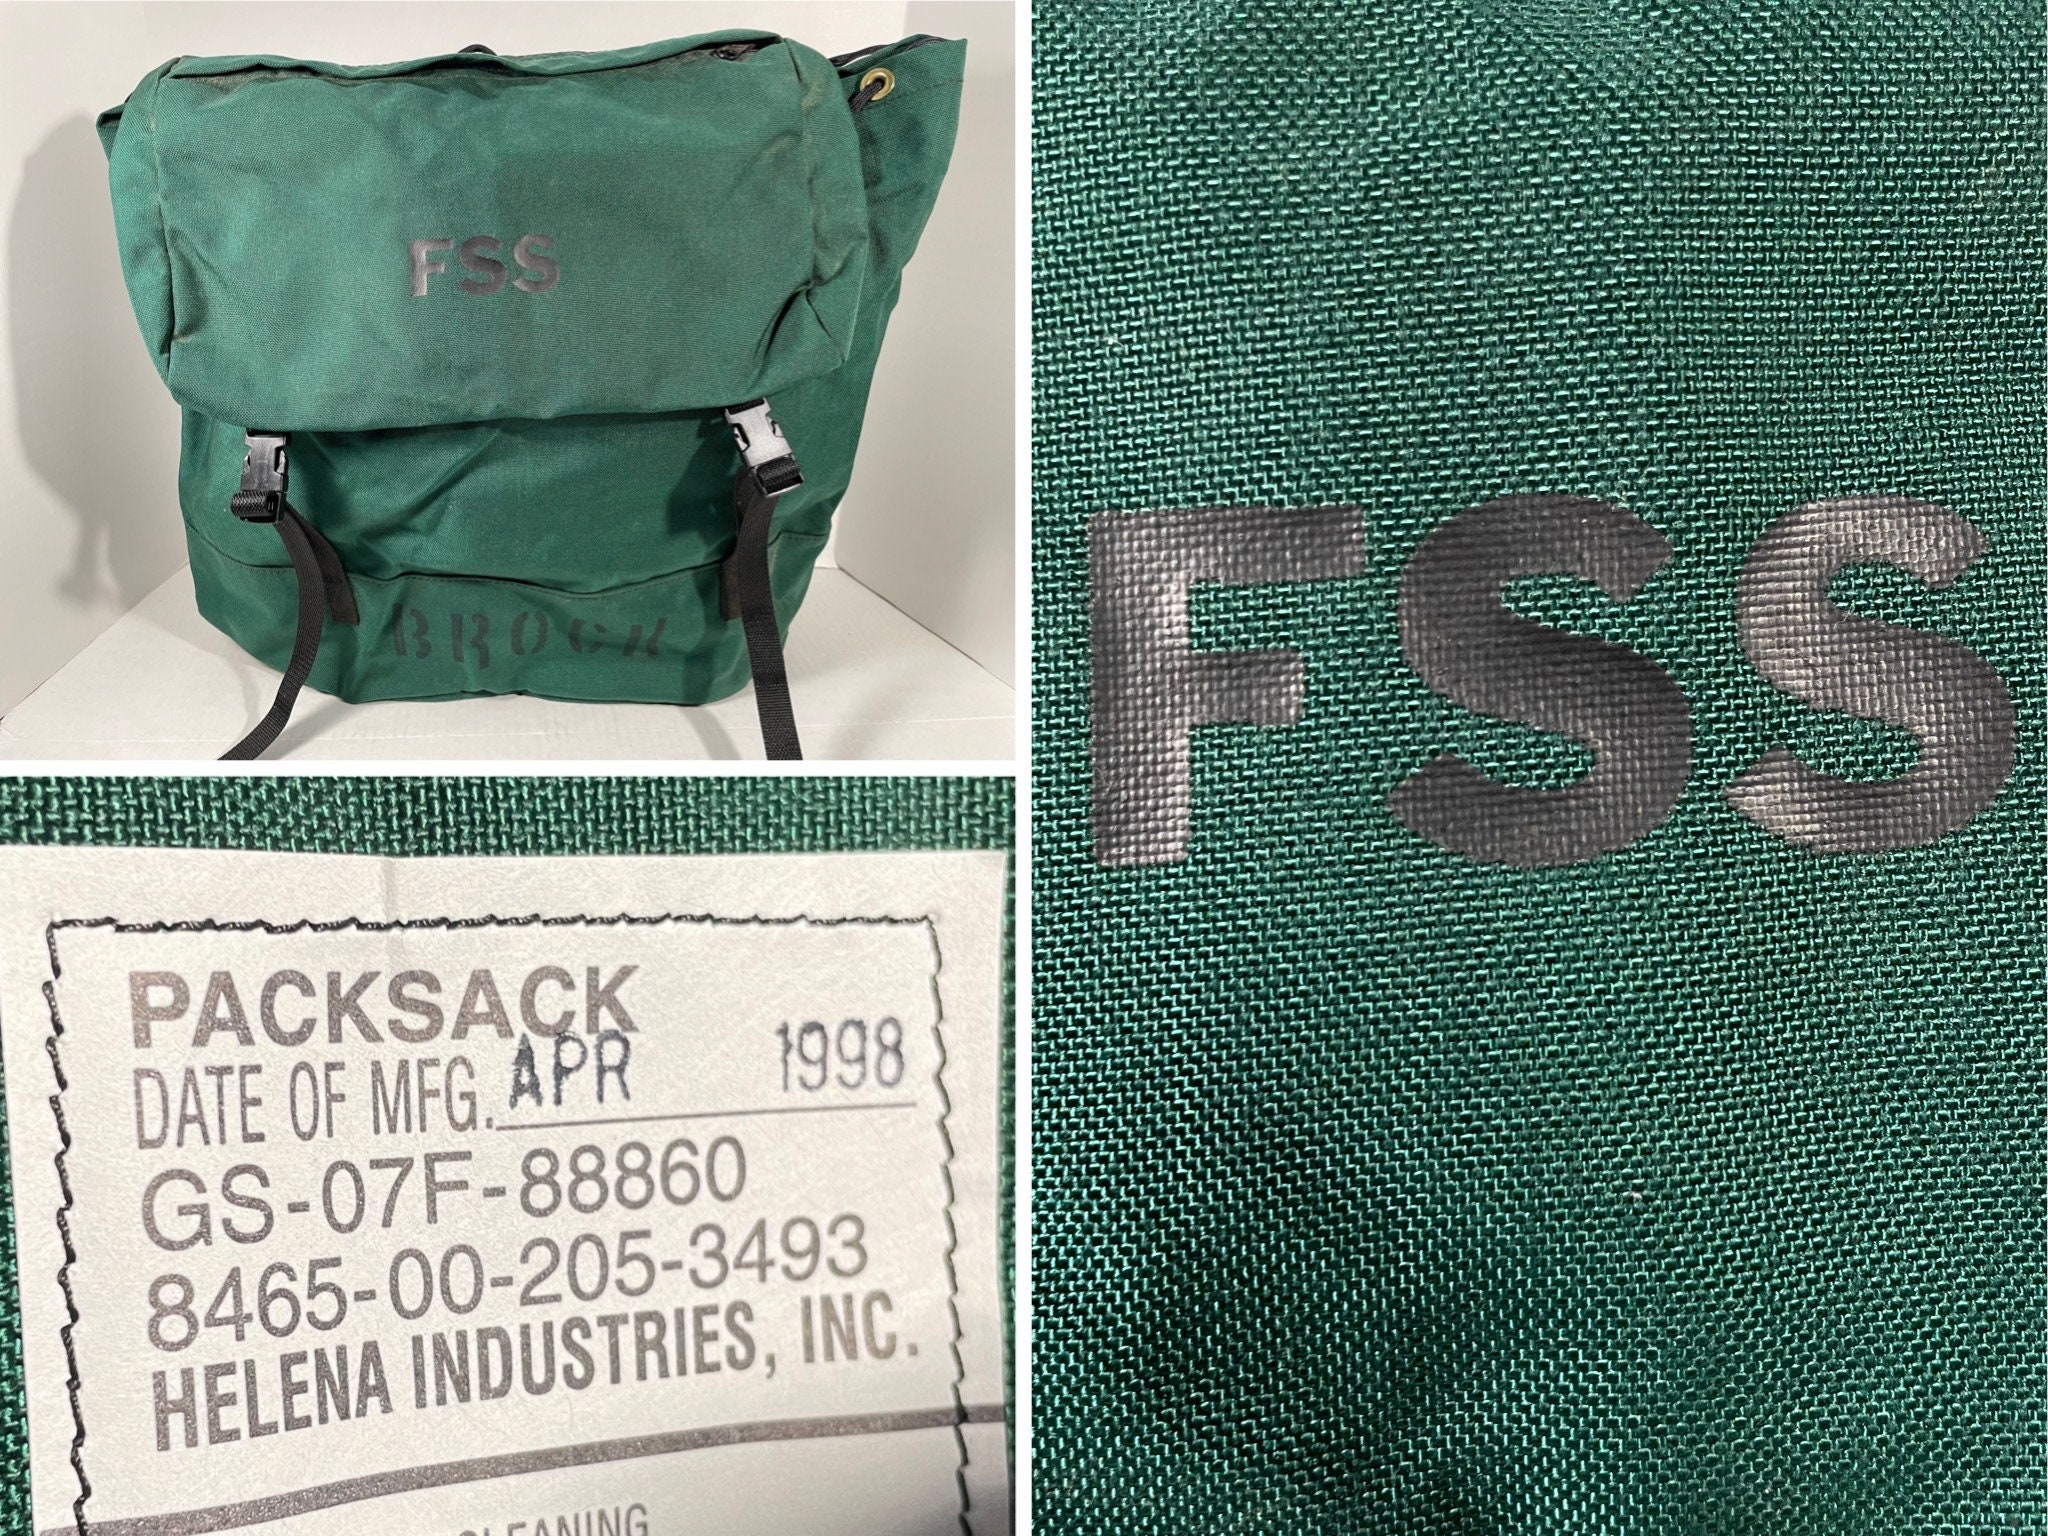 FSS
BROCK
PACKSACK
DATE OF MFG. APR 1998
GS-07F-88860
8465-00-205-3493
HELENA INDUSTRIES, INC.
CLEANING
FSS